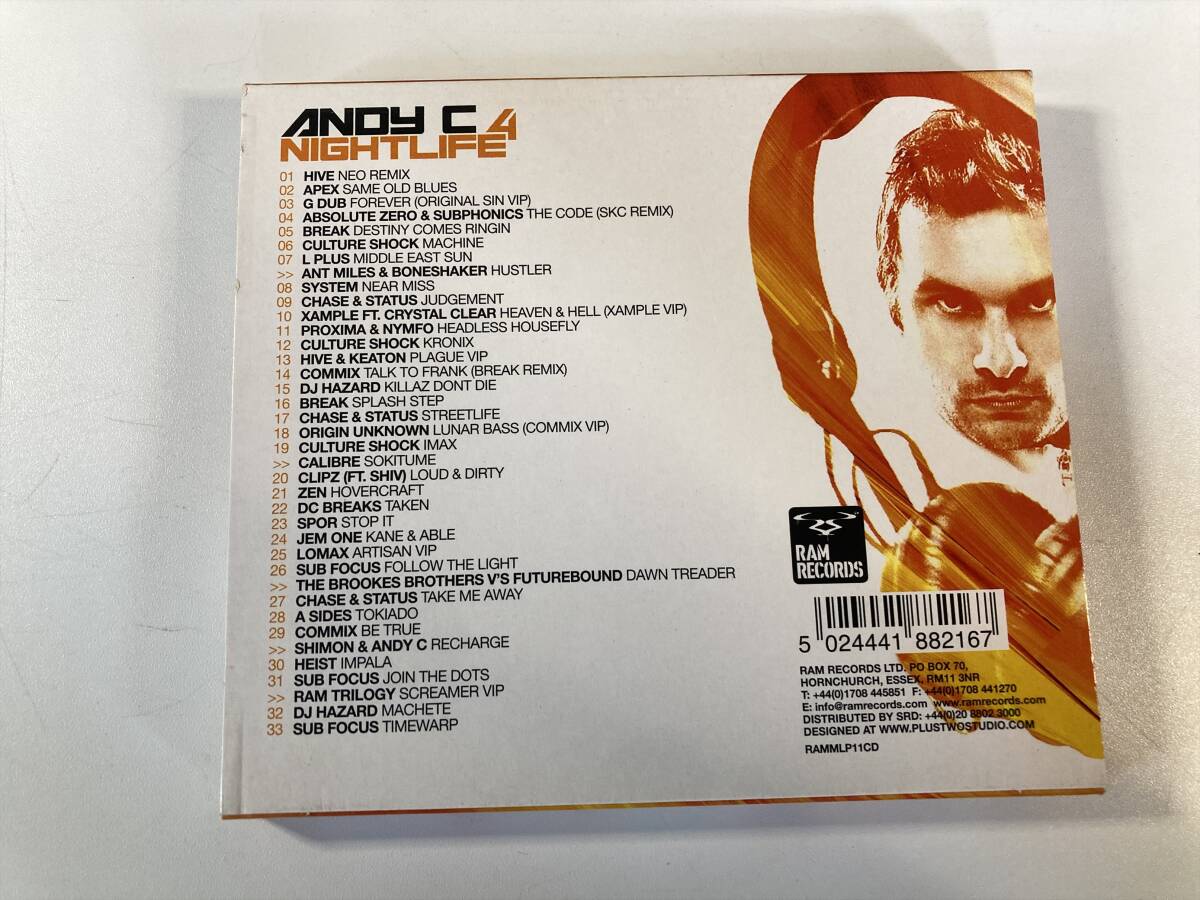 ANDY C 4
NIGHTLIFE
01 HIVE NEO REMIX
02 APEX SAME OLD BLUES
03 G DUB FOREVER (ORIGINAL SIN VIP)
04 ABSOLUTE ZERO & SUBPHONICS THE CODE (SKC REMIX)
05 BREAK DESTINY COMES RINGIN
06 CULTURE SHOCK MACHINE
07 L PLUS MIDDLE EAST SUN
>> ANT MILES & BONESHAKER HUSTLER
08 SYSTEM NEAR MISS
09 CHASE & STATUS JUDGEMENT
10 XAMPLE FT. CRYSTAL CLEAR HEAVEN & HELL (XAMPLE VIP)
11 PROXIMA & NYMFO HEADLESS HOUSEFLY
12 CULTURE SHOCK KRONIX
13 HIVE & KEATON PLAGUE VIP
14 COMMIX TALK TO FRANK (BREAK REMIX)
15 DJ HAZARD KILLAZ DONT DIE
16 BREAK SPLASH STEP
17 CHASE & STATUS STREETLIFE
18 ORIGIN UNKNOWN LUNAR BASS (COMMIX VIP)
19 CULTURE SHOCK IMAX
>> CALIBRE SOKITUME
20 CLIPZ (FT. SHIV) LOUD & DIRTY
21 ZEN HOVERCRAFT
22 DC BREAKS TAKEN
23 SPOR STOP IT
24 JEM ONE KANE & ABLE
25 LOMAX ARTISAN VIP
26 SUB FOCUS FOLLOW THE LIGHT
>> THE BROOKES BROTHERS V'S FUTUREBOUND DAWN TREADER
27 CHASE & STATUS TAKE ME AWAY
28 A SIDES TOKIADO
29 COMMIX BE TRUE
>> SHIMON & ANDY C RECHARGE
30 HEIST IMPALA
31 SUB FOCUS JOIN THE DOTS
>> RAM TRILOGY SCREAMER VIP
32 DJ HAZARD MACHETE
33 SUB FOCUS TIMEWARP
RAM
RECORDS
5 024441 882167
RAM RECORDS LTD. PO BOX 70,
HORNCHURCH, ESSEX. RM11 3NR
T: +44(0)1708 445851 F: +44(0)1708 441270
E: info@ramrecords.com www.ramrecords.com
DISTRIBUTED BY SRD: +44(0)20 8802 3000
DESIGNED AT WWW.PLUSTWOSTUDIO.COM
RAMMLP11CD